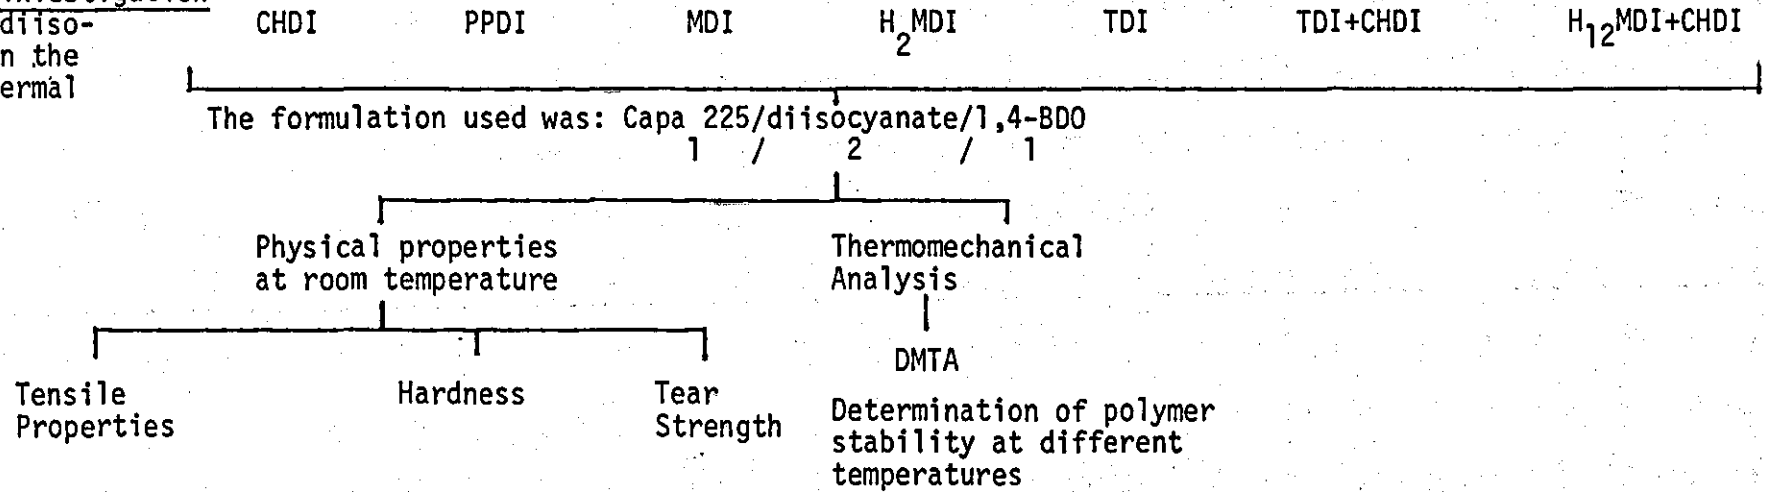 Investigation
diiso-
n the
ermal
CHDI PPDI MDI H2MDI TDI TDI+CHDI H12MDI+CHDI
The formulation used was: Capa 225/diisocyanate/1,4-BDO
1 / 2 / 1
Physical properties
at room temperature
Thermomechanical
Analysis
DMTA
Tensile
Properties
Hardness
Tear
Strength
Determination of polymer
stability at different
temperatures